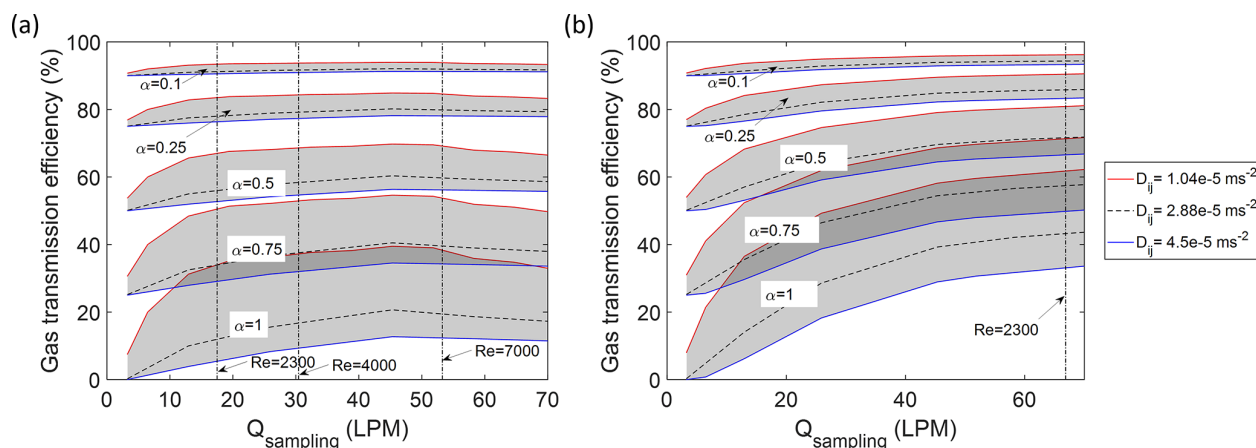 (a)
Gas transmission efficiency (%)
100
80
60
40
20
0
α=0.1
α=0.25
α=0.5
α=0.75
α=1
Re=2300
Re=4000
Re=7000
0 10 20 30 40 50 60 70
Q_sampling (LPM)
(b)
Gas transmission efficiency (%)
100
80
60
40
20
0
α=0.1
α=0.25
α=0.5
α=0.75
α=1
Re=2300
0 20 40 60
Q_sampling (LPM)
D_ij= 1.04e-5 ms⁻²
D_ij= 2.88e-5 ms⁻²
D_ij= 4.5e-5 ms⁻²